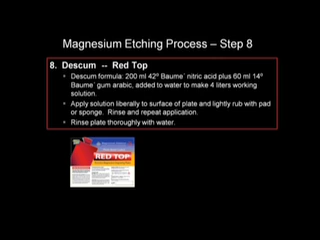 Magnesium Etching Process – Step 8
8. Descum -- Red Top
• Descum formula: 200 ml 42º Baume´ nitric acid plus 60 ml 14º
Baume´ gum arabic, added to water to make 4 liters working
solution.
• Apply solution liberally to surface of plate and lightly rub with pad
or sponge. Rinse and repeat application.
• Rinse plate thoroughly with water.
RED TOP